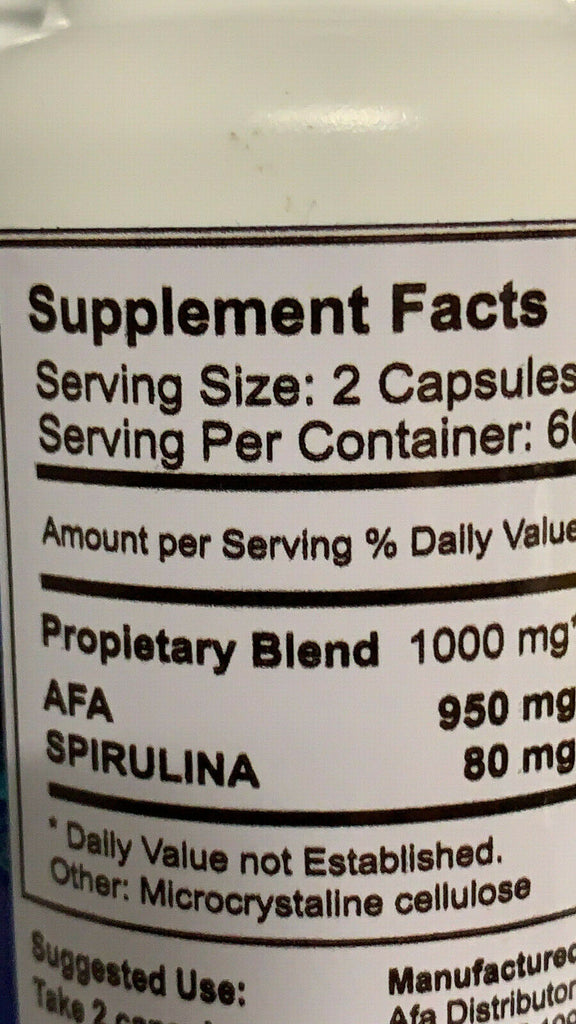 Supplement Facts
Serving Size: 2 Capsules
Serving Per Container:
Amount per Serving % Daily Value
Propietary Blend 1000 mg*
AFA 950 mg
SPIRULINA 80 mg
* Daily Value not Established.
Other: Microcrystaline cellulose
Suggested Use:
Take 2
Manufactured
Afa Distributor